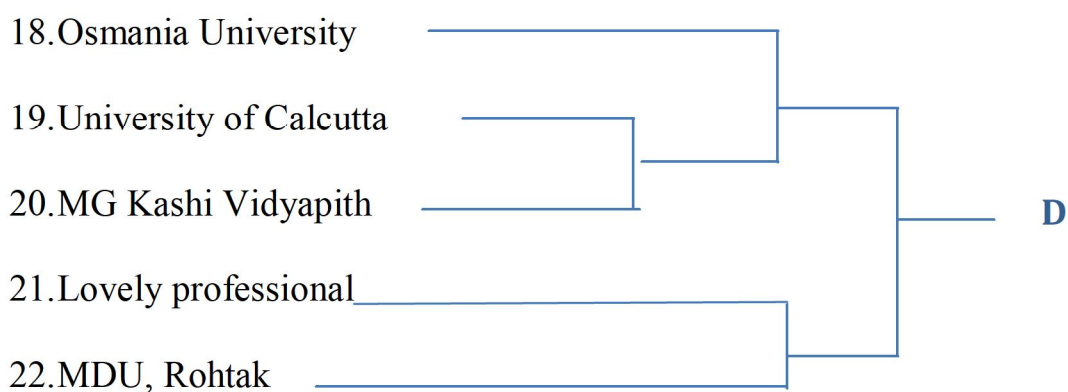 18.Osmania University
19.University of Calcutta
20.MG Kashi Vidyapith
D
21.Lovely professional
22.MDU, Rohtak